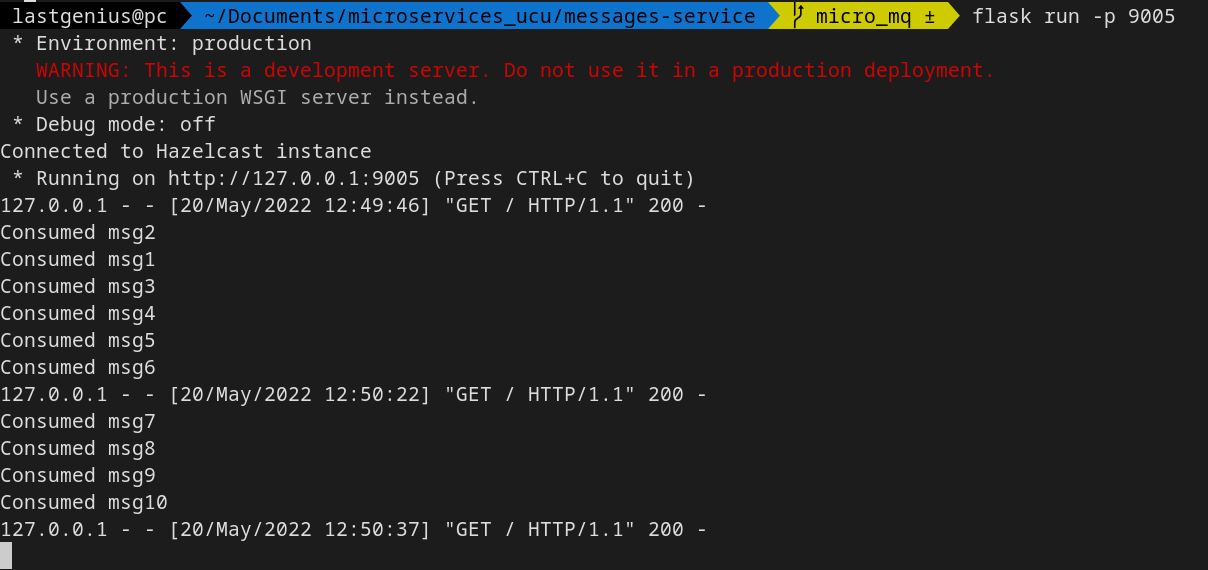 lastgenius@pc ~/Documents/microservices_ucu/messages-service micro_mq ± flask run -p 9005
* Environment: production
WARNING: This is a development server. Do not use it in a production deployment.
Use a production WSGI server instead.
* Debug mode: off
Connected to Hazelcast instance
* Running on http://127.0.0.1:9005 (Press CTRL+C to quit)
127.0.0.1 - - [20/May/2022 12:49:46] "GET / HTTP/1.1" 200 -
Consumed msg2
Consumed msg1
Consumed msg3
Consumed msg4
Consumed msg5
Consumed msg6
127.0.0.1 - - [20/May/2022 12:50:22] "GET / HTTP/1.1" 200 -
Consumed msg7
Consumed msg8
Consumed msg9
Consumed msg10
127.0.0.1 - - [20/May/2022 12:50:37] "GET / HTTP/1.1" 200 -